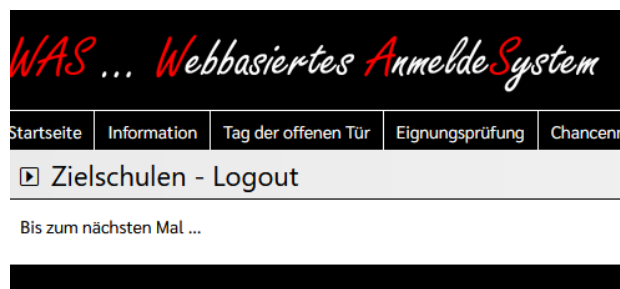 WAS ... Webbasiertes AnmeldeSystem
Startseite Information Tag der offenen Tür Eignungsprüfung
Zielschulen - Logout
Bis zum nächsten Mal ...